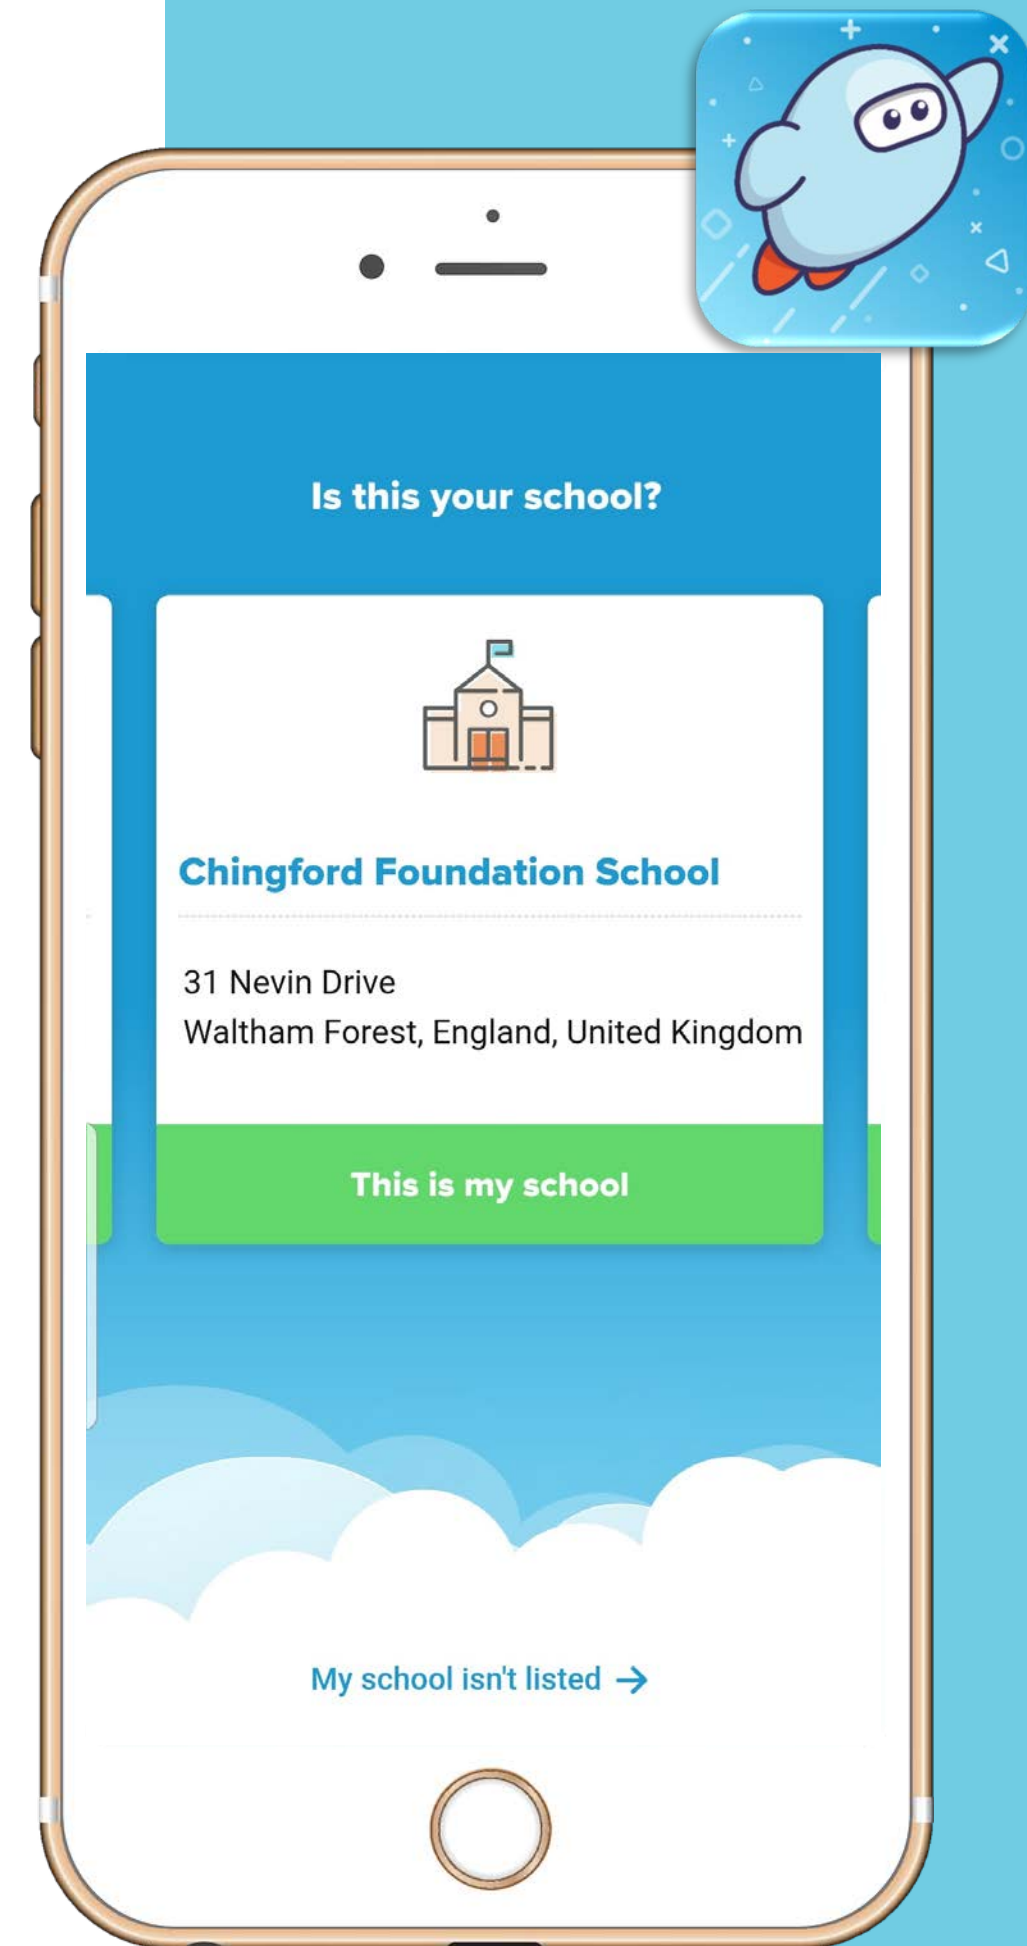 Is this your school?
Chingford Foundation School
31 Nevin Drive
Waltham Forest, England, United Kingdom
This is my school
My school isn't listed